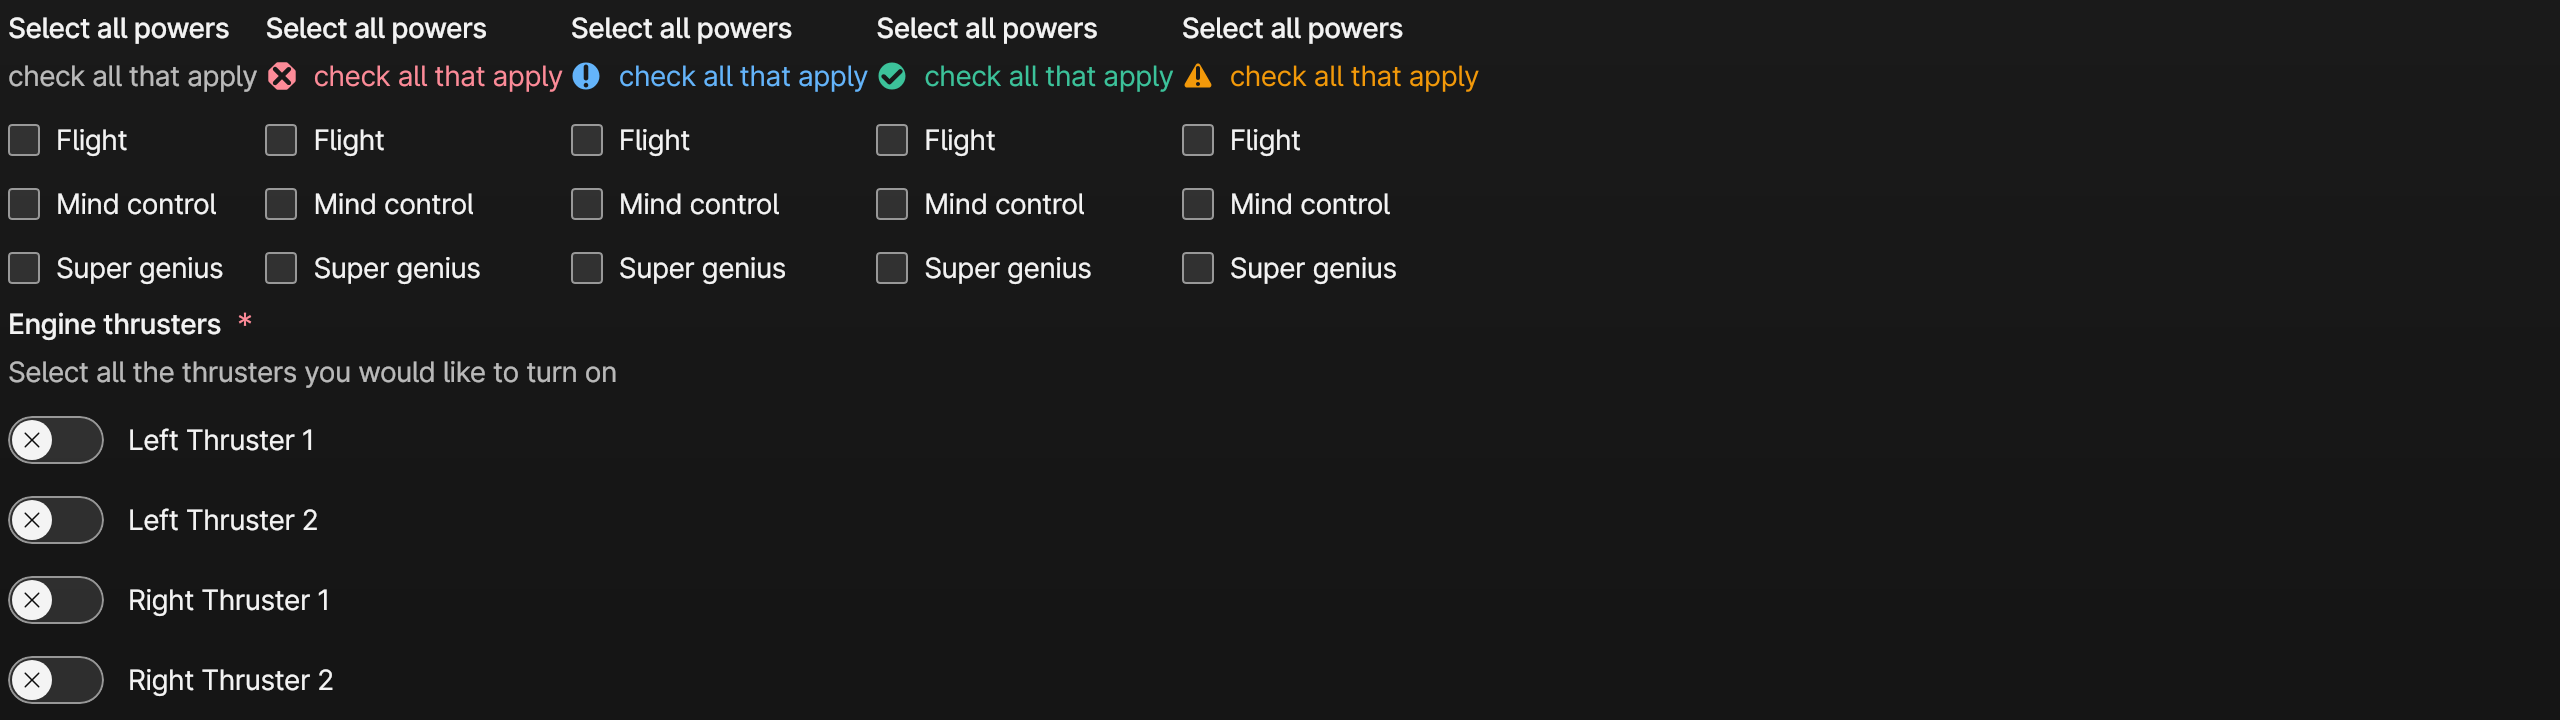 Select all powers Select all powers Select all powers Select all powers Select all powers
check all that apply check all that apply check all that apply check all that apply check all that apply
Flight Flight Flight Flight Flight
Mind control Mind control Mind control Mind control Mind control
Super genius Super genius Super genius Super genius Super genius
Engine thrusters *
Select all the thrusters you would like to turn on
Left Thruster 1
Left Thruster 2
Right Thruster 1
Right Thruster 2